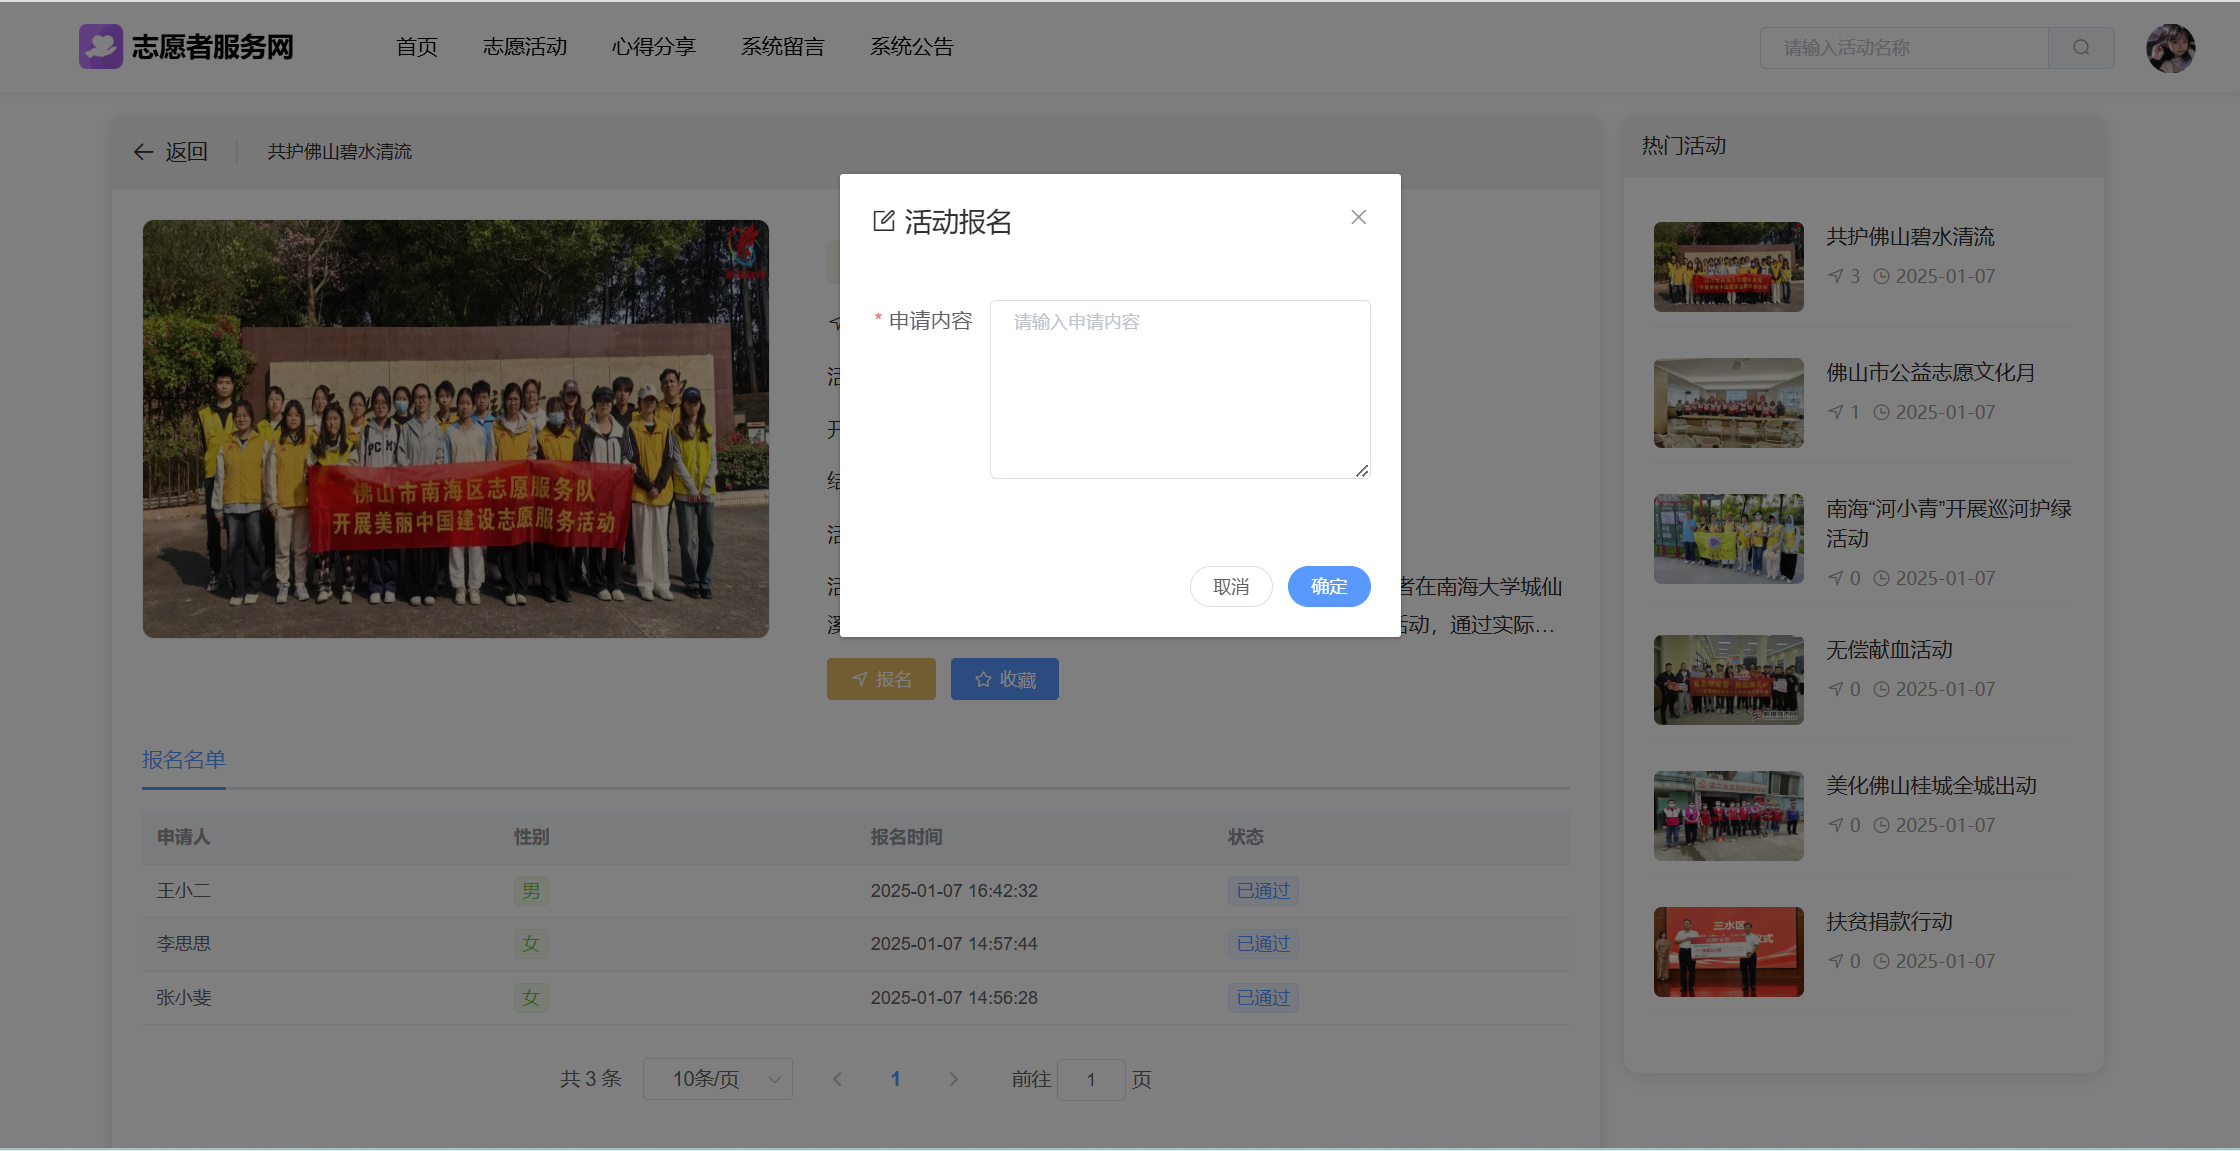 志愿者服务网
首页
志愿活动
心得分享
系统留言
系统公告
请输入活动名称
返回
共护佛山碧水清流
热门活动
佛山市南海区志愿服务队
开展美丽中国建设志愿服务活动
活动报名
* 申请内容
请输入申请内容
取消
确定
者在南海大学城仙
活动，通过实际...
报名
收藏
共护佛山碧水清流
3 2025-01-07
佛山市公益志愿文化月
1 2025-01-07
南海“河小青”开展巡河护绿
活动
0 2025-01-07
无偿献血活动
0 2025-01-07
美化佛山桂城全城出动
0 2025-01-07
三水区
扶贫捐款行动
0 2025-01-07
报名名单
申请人 性别 报名时间 状态
王小二 男 2025-01-07 16:42:32 已通过
李思思 女 2025-01-07 14:57:44 已通过
张小斐 女 2025-01-07 14:56:28 已通过
共 3 条 10条/页 1 前往 1 页